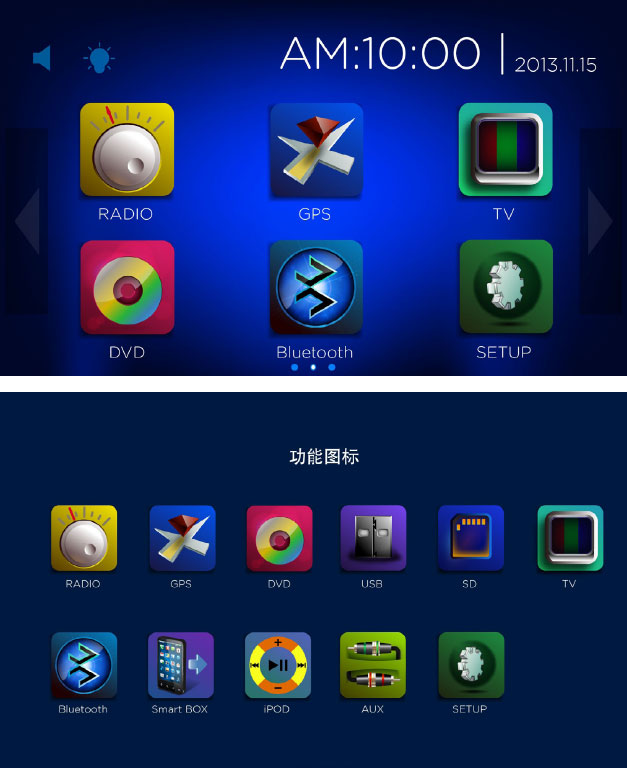 AM:10:00
2013.11.15
RADIO GPS TV
DVD Bluetooth SETUP
功能图标
RADIO GPS DVD USB SD TV
Bluetooth Smart BOX iPOD AUX SETUP